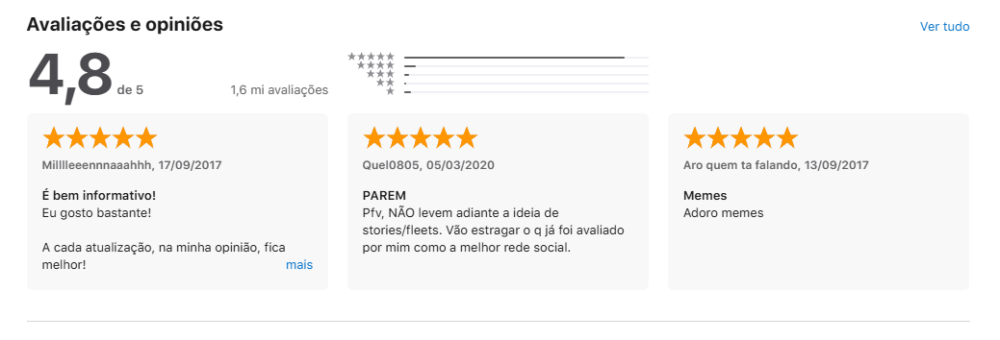 Avaliações e opiniões
Ver tudo
4,8 de 5
1,6 mi avaliações
Milllleeennnaaahhh, 17/09/2017
É bem informativo!
Eu gosto bastante!
A cada atualização, na minha opinião, fica
melhor!
mais
Quel0805, 05/03/2020
PAREM
Pfv, NÃO levem adiante a ideia de
stories/fleets. Vão estragar o q já foi avaliado
por mim como a melhor rede social.
Aro quem ta falando, 13/09/2017
Memes
Adoro memes